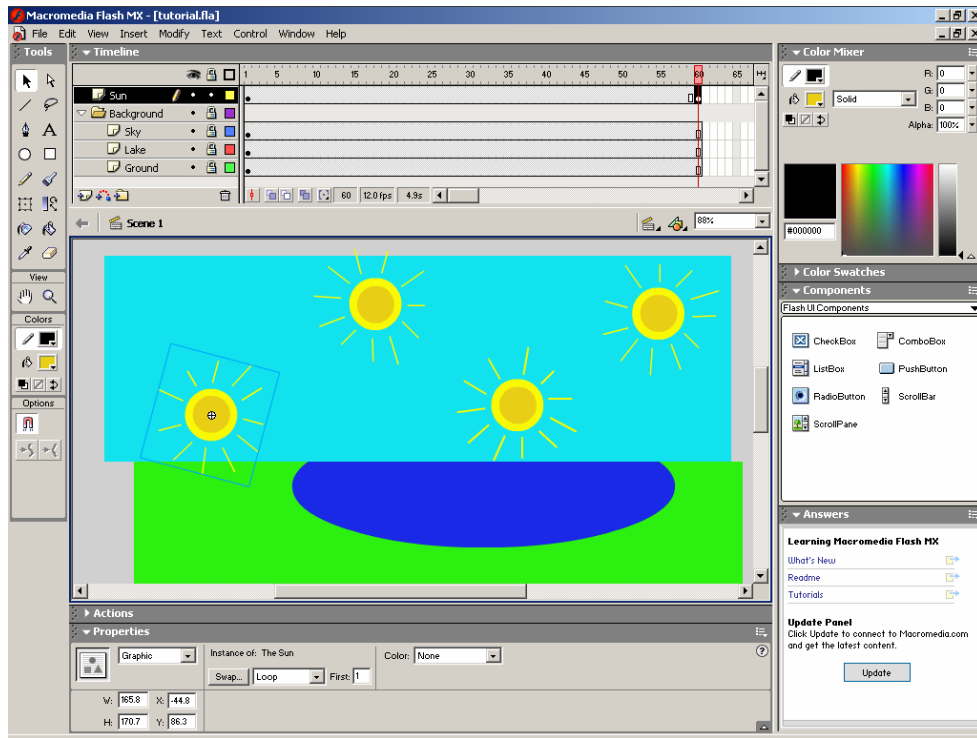 Macromedia Flash MX - [tutorial.fla]
File Edit View Insert Modify Text Control Window Help
Tools
Timeline
1 5 10 15 20 25 30 35 40 45 50 55 60 65
Sun
Background
Sky
Lake
Ground
60 12.0 fps 4.9s
Scene 1
88%
View
Colors
Options
Color Mixer
R: 0
Solid
G: 0
B: 0
Alpha: 100%
#000000
Color Swatches
Components
Flash UI Components
CheckBox ComboBox
ListBox PushButton
RadioButton ScrollBar
ScrollPane
Answers
Learning Macromedia Flash MX
What's New
Readme
Tutorials
Update Panel
Click Update to connect to Macromedia.com
and get the latest content.
Update
Actions
Properties
Graphic
Instance of: The Sun
Color: None
Swap... Loop First: 1
W: 165.8 X: -44.8
H: 170.7 Y: 86.3